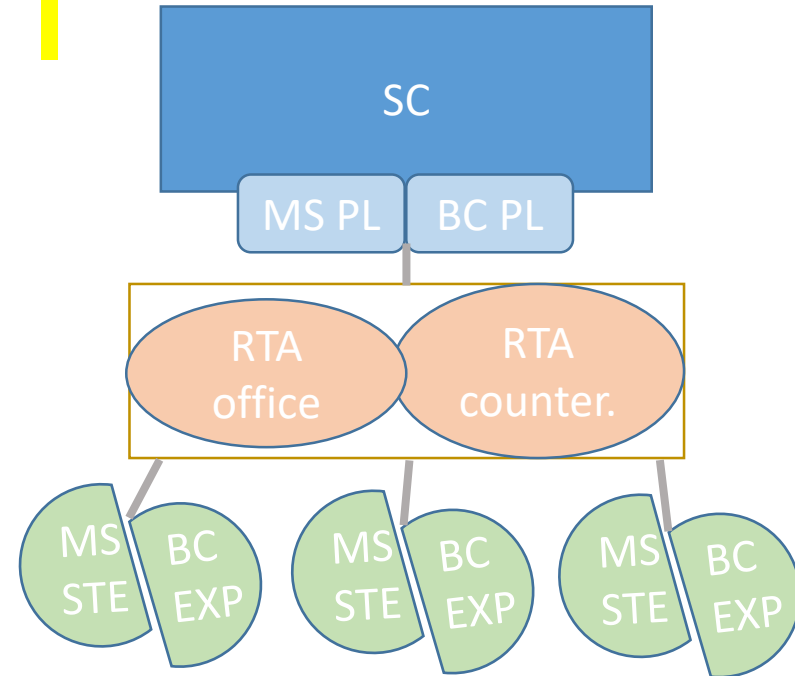 SC
MS PL
BC PL
RTA
office
RTA
counter.
MS
STE
BC
EXP
MS
STE
BC
EXP
MS
STE
BC
EXP